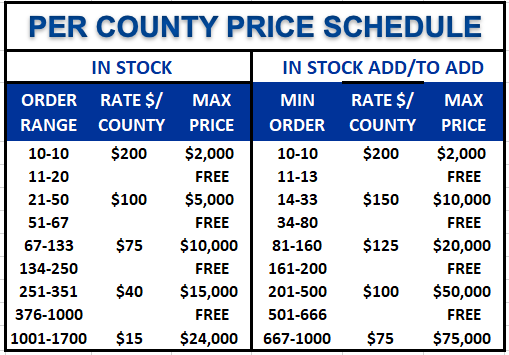 PER COUNTY PRICE SCHEDULE
IN STOCK IN STOCK ADD/TO ADD
ORDER RATE $/ MAX MIN RATE $/ MAX
RANGE COUNTY PRICE ORDER COUNTY PRICE
10-10 $200 $2,000 10-10 $200 $2,000
11-20 FREE 11-13 FREE
21-50 $100 $5,000 14-33 $150 $10,000
51-67 FREE 34-80 FREE
67-133 $75 $10,000 81-160 $125 $20,000
134-250 FREE 161-200 FREE
251-351 $40 $15,000 201-500 $100 $50,000
376-1000 FREE 501-666 FREE
1001-1700 $15 $24,000 667-1000 $75 $75,000